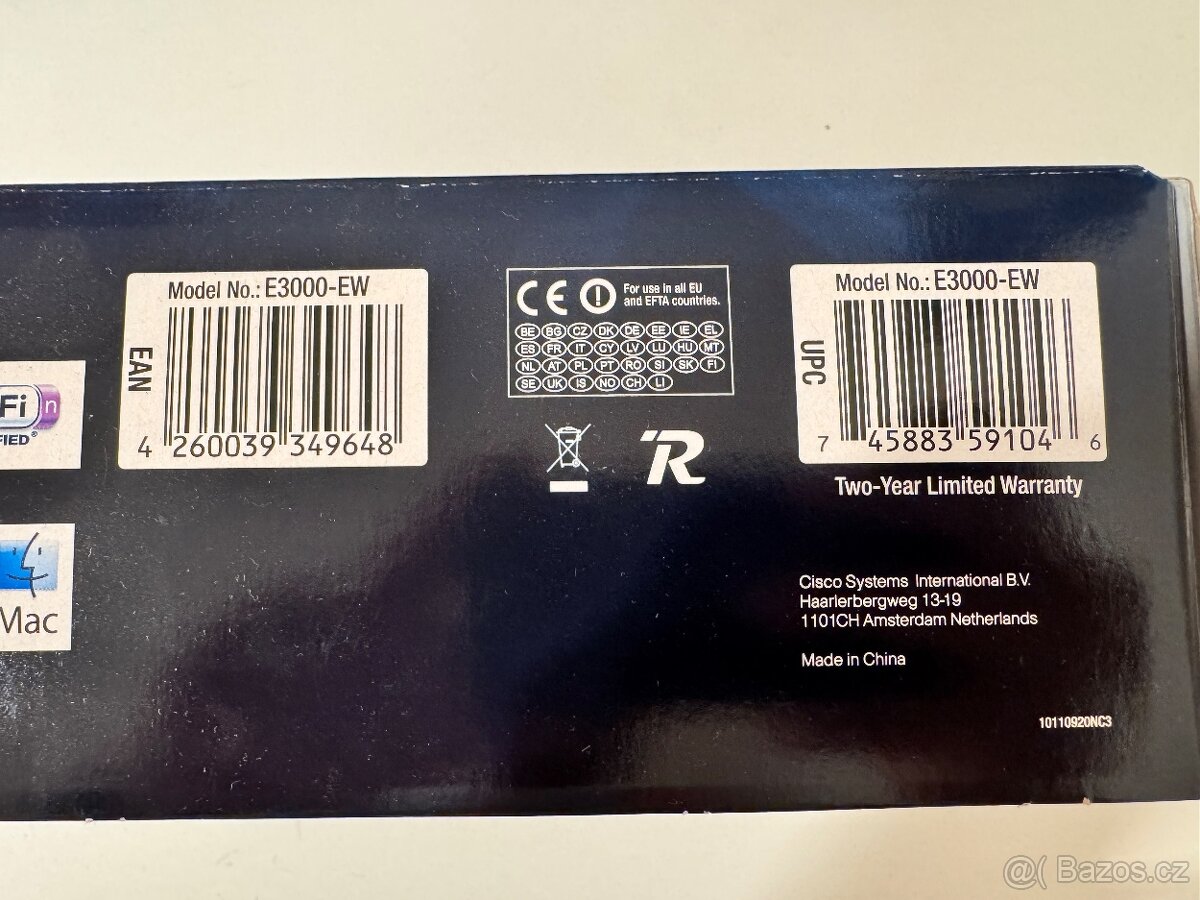 Model No.: E3000-EW
EAN
4 260039 349648
CE
For use in all EU
and EFTA countries.
BE BG CZ DK DE EE IE EL
ES FR IT CY LV LU HU MT
NL AT PL PT RO SI SK FI
SE UK IS NO CH LI
R
Model No.: E3000-EW
UPC
7 45883 59104 6
Two-Year Limited Warranty
Fi n
FIED®
Mac
Cisco Systems International B.V.
Haarlerbergweg 13-19
1101CH Amsterdam Netherlands
Made in China
10110920NC3
@( Bazos.cz